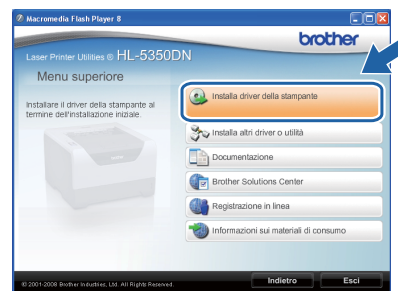 Macromedia Flash Player 8
brother
Laser Printer Utilities © HL-5350DN
Menu superiore
Installare il driver della stampante al
termine dell'installazione iniziale.
Installa driver della stampante
Installa altri driver o utilità
Documentazione
Brother Solutions Center
Registrazione in linea
Informazioni sui materiali di consumo
© 2001-2008 Brother Industries, Ltd. All Rights Reserved.
Indietro
Esci